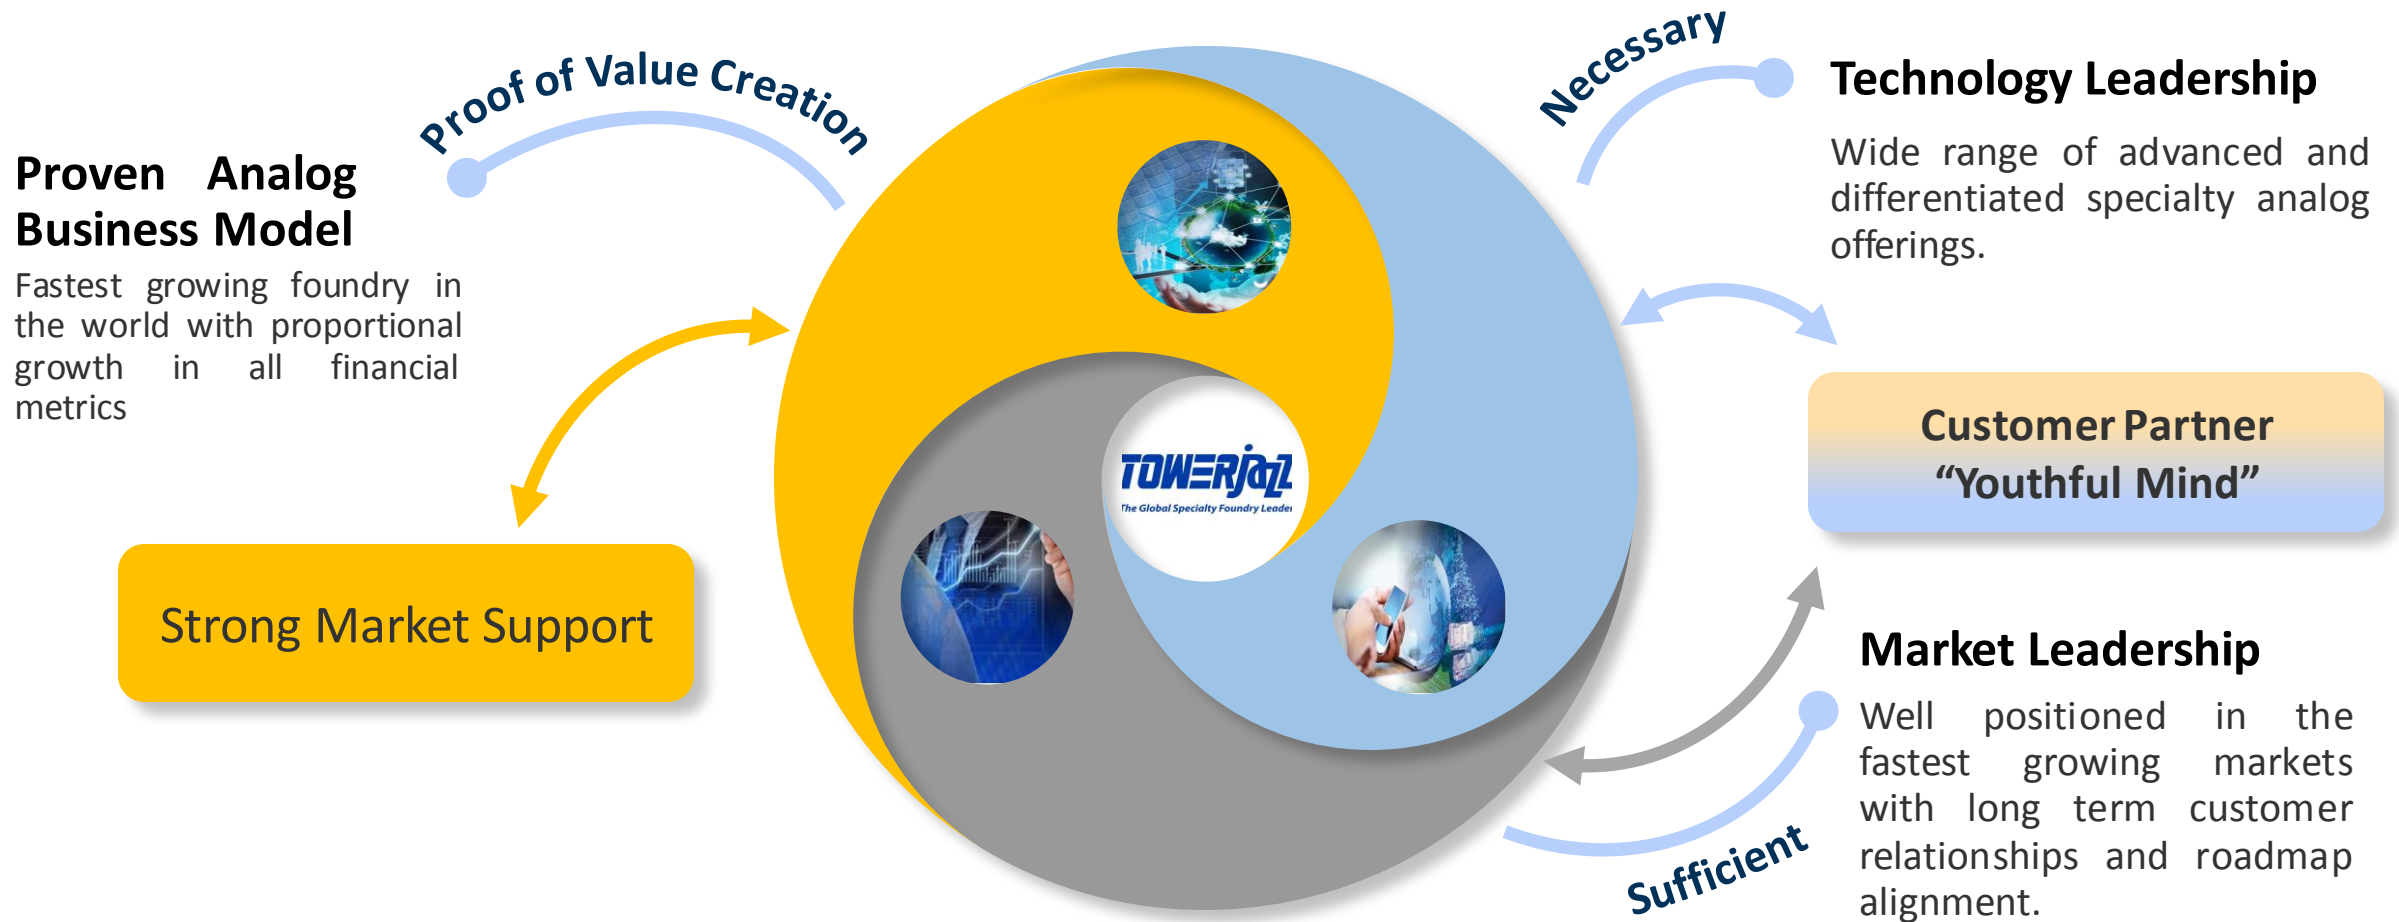 Proof of Value Creation
Proven Analog
Business Model
Fastest growing foundry in
the world with proportional
growth in all financial
metrics
Strong Market Support
TOWERjazz
The Global Specialty Foundry Leader
Necessary
Technology Leadership
Wide range of advanced and
differentiated specialty analog
offerings.
Customer Partner
“Youthful Mind”
Market Leadership
Well positioned in the
fastest growing markets
with long term customer
relationships and roadmap
alignment.
Sufficient